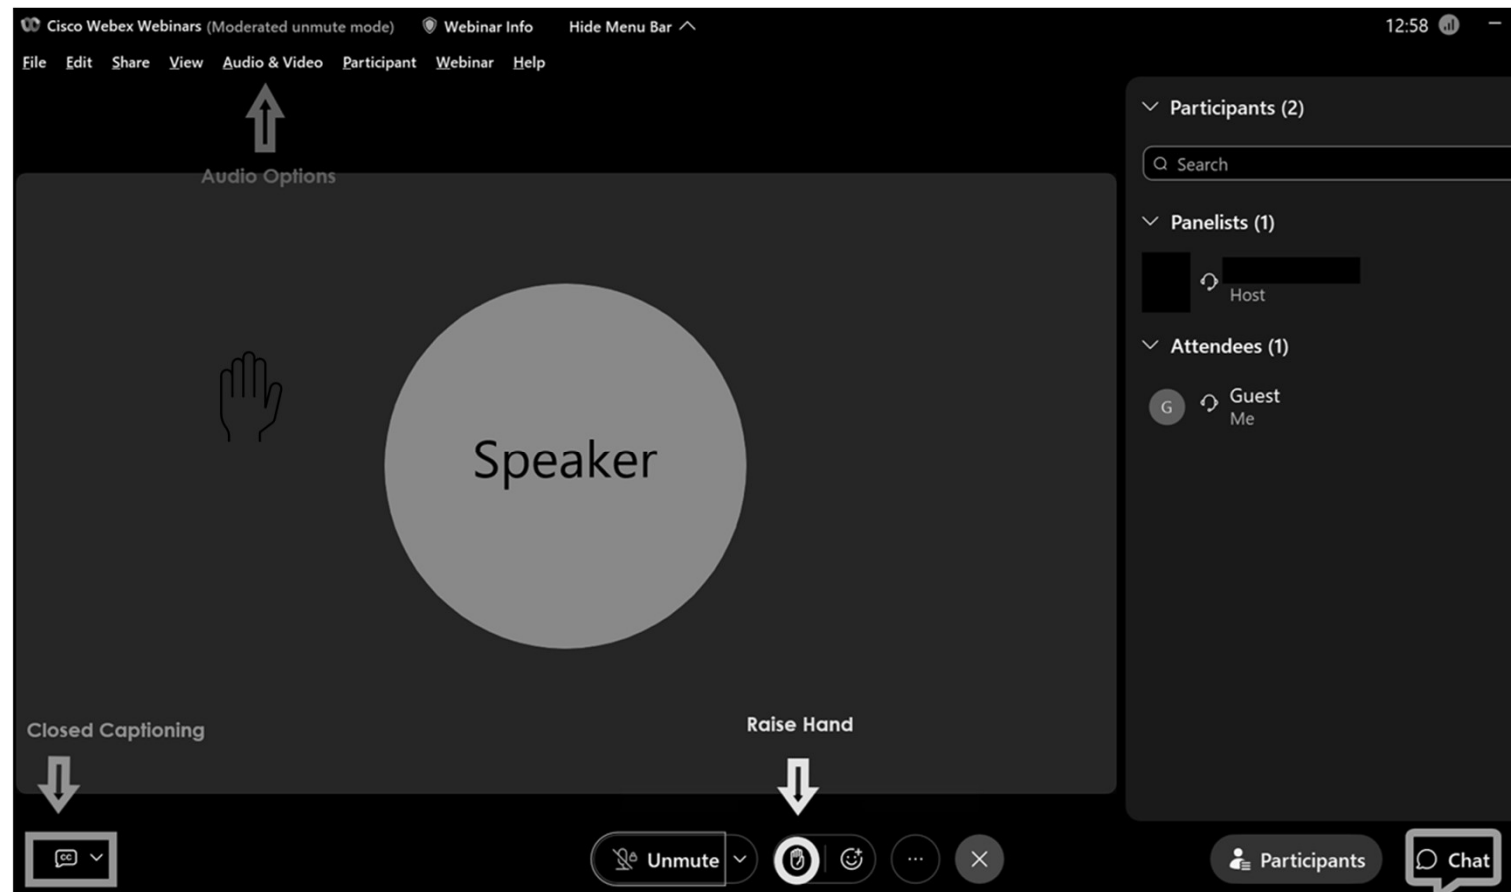 Cisco Webex Webinars (Moderated unmute mode) Webinar Info Hide Menu Bar 12:58
File Edit Share View Audio & Video Participant Webinar Help
Audio Options
Participants (2)
Search
Panelists (1)
Host
Attendees (1)
G Guest
Me
Speaker
Closed Captioning
Raise Hand
CC Unmute Participants Chat